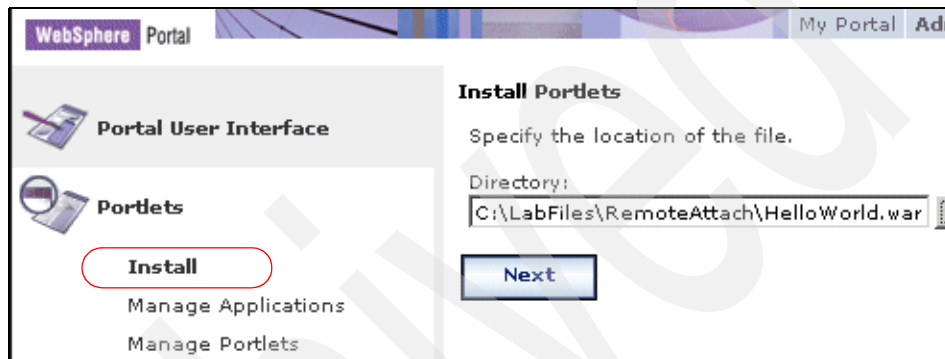 WebSphere Portal
My Portal
Install Portlets
Portal User Interface
Specify the location of the file.
Directory:
Portlets
C:\LabFiles\RemoteAttach\HelloWorld.war
Install
Next
Manage Applications
Manage Portlets